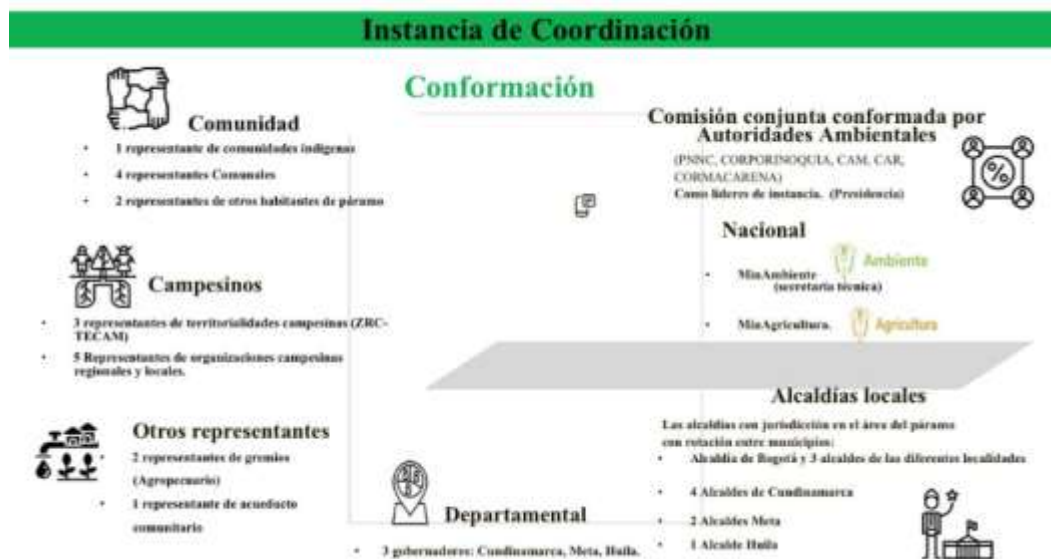 Instancia de Coordinación
Conformación
Comunidad
• 1 representante de comunidades indígenas
• 4 representantes Comunales
• 2 representantes de otros habitantes de páramo
Campesinos
• 3 representantes de territorialidades campesinas (ZRC-
TECAM)
• 5 Representantes de organizaciones campesinas
regionales y locales.
Otros representantes
• 2 representantes de gremios
(Agropecuario)
• 1 representante de acueducto
comunitario
Departamental
• 3 gobernadores: Cundinamarca, Meta, Huila.
Comisión conjunta conformada por
Autoridades Ambientales
(PNNC, CORPORINOQUIA, CAM, CAR,
CORMACARENA)
Como líderes de instancia. (Presidencia)
Nacional
• MinAmbiente
(secretaría técnica)
Ambiente
• MinAgricultura.
Agricultura
Alcaldías locales
Las alcaldías con jurisdicción en el área del páramo
con rotación entre municipios:
• Alcaldía de Bogotá y 3 alcaldes de las diferentes localidades
• 4 Alcaldes de Cundinamarca
• 2 Alcaldes Meta
• 1 Alcalde Huila